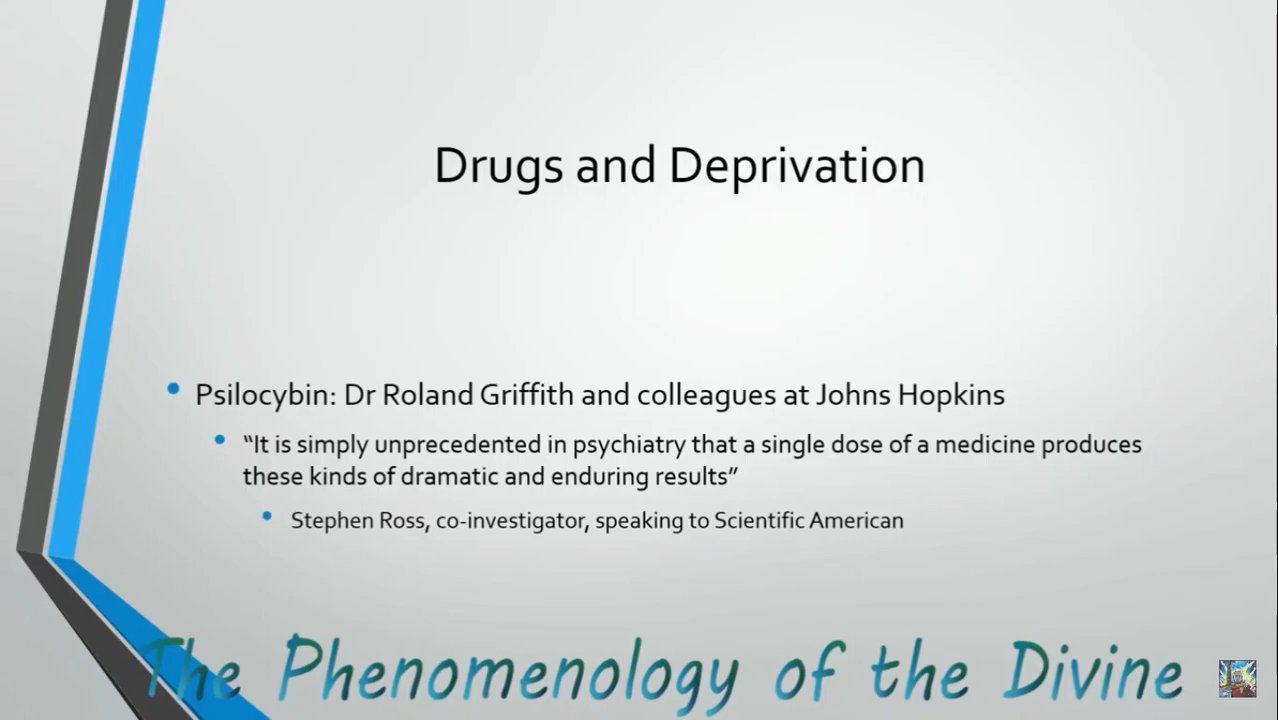 Drugs and Deprivation
Psilocybin: Dr Roland Griffith and colleagues at Johns Hopkins
“It is simply unprecedented in psychiatry that a single dose of a medicine produces
these kinds of dramatic and enduring results”
Stephen Ross, co-investigator, speaking to Scientific American
The Phenomenology of the Divine